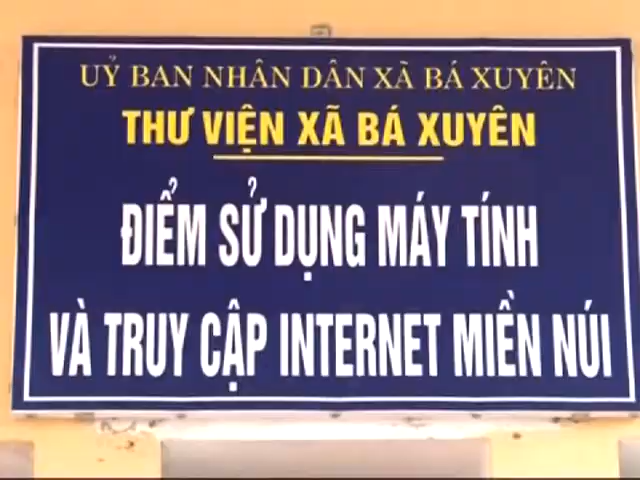 UỶ BAN NHÂN DÂN XÃ BÁ XUYÊN
THƯ VIỆN XÃ BÁ XUYÊN
ĐIỂM SỬ DỤNG MÁY TÍNH
VÀ TRUY CẬP INTERNET MIỀN NÚI